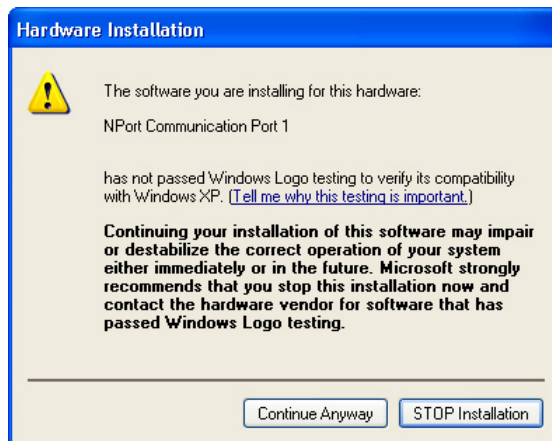 Hardware Installation
The software you are installing for this hardware:
NPort Communication Port 1
has not passed Windows Logo testing to verify its compatibility
with Windows XP. (Tell me why this testing is important.)
Continuing your installation of this software may impair
or destabilize the correct operation of your system
either immediately or in the future. Microsoft strongly
recommends that you stop this installation now and
contact the hardware vendor for software that has
passed Windows Logo testing.
Continue Anyway
STOP Installation